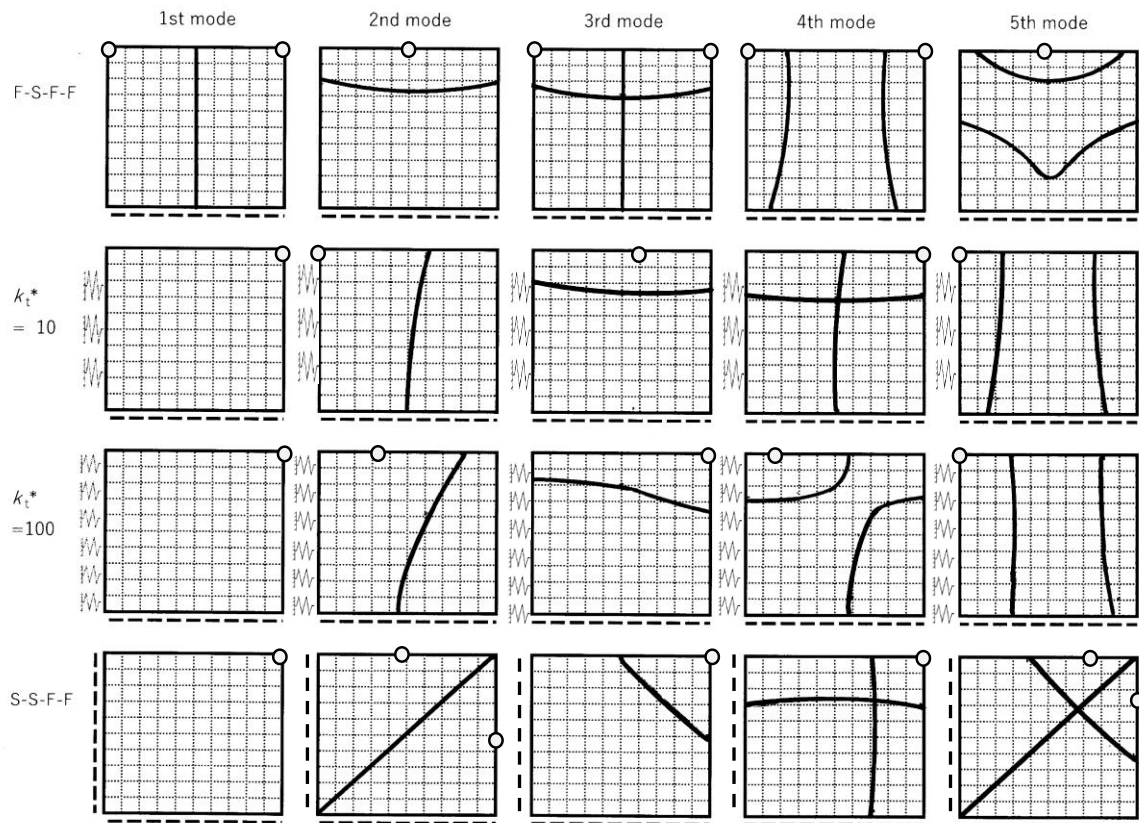 1st mode 2nd mode 3rd mode 4th mode 5th mode
F-S-F-F
kt*
= 10
kt*
=100
S-S-F-F